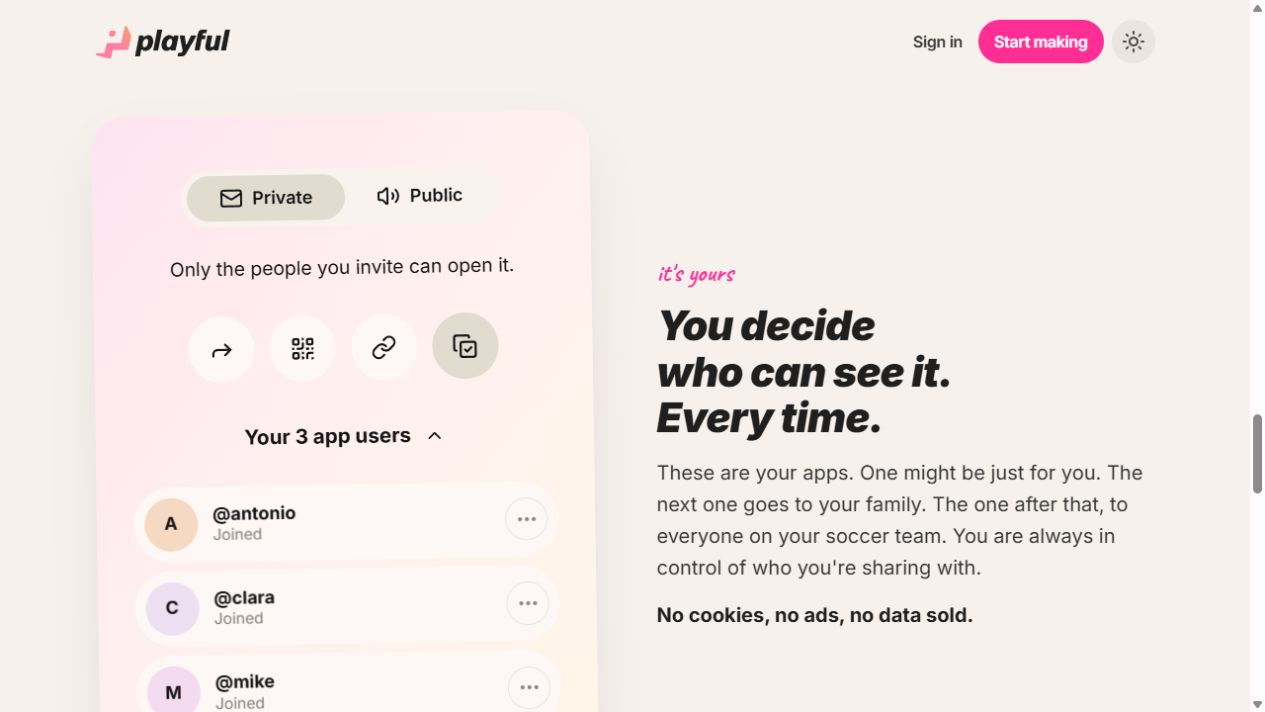 playful
Sign in
Start making
Private
Public
Only the people you invite can open it.
Your 3 app users
A
@antonio
Joined
C
@clara
Joined
M
@mike
Joined
it's yours
You decide
who can see it.
Every time.
These are your apps. One might be just for you. The
next one goes to your family. The one after that, to
everyone on your soccer team. You are always in
control of who you're sharing with.
No cookies, no ads, no data sold.